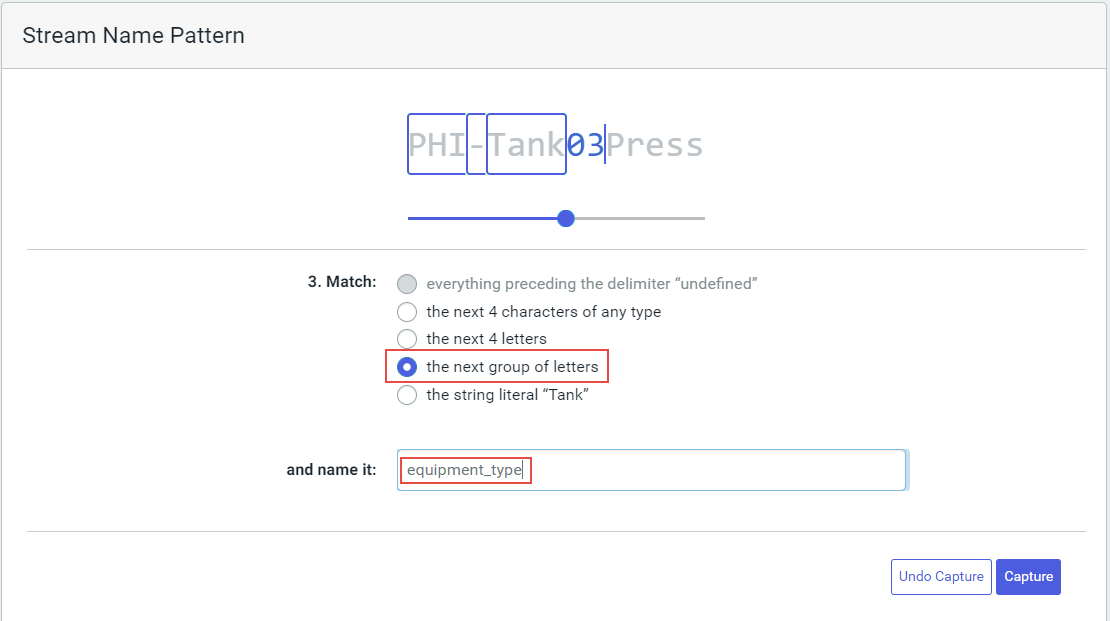 Stream Name Pattern
PHI-Tank03Press
3. Match:
everything preceding the delimiter “undefined”
the next 4 characters of any type
the next 4 letters
the next group of letters
the string literal “Tank”
and name it: equipment_type
Undo Capture Capture